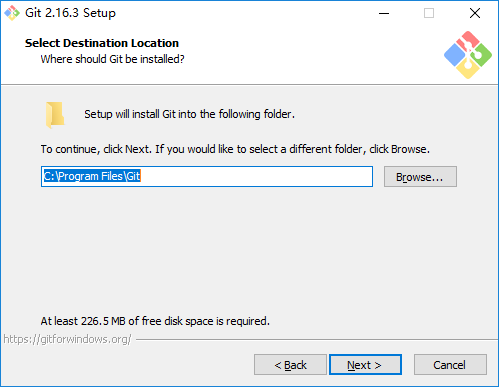 Git 2.16.3 Setup
Select Destination Location
Where should Git be installed?
Setup will install Git into the following folder.
To continue, click Next. If you would like to select a different folder, click Browse.
C:\Program Files\Git
Browse...
At least 226.5 MB of free disk space is required.
https://gitforwindows.org/
< Back
Next >
Cancel